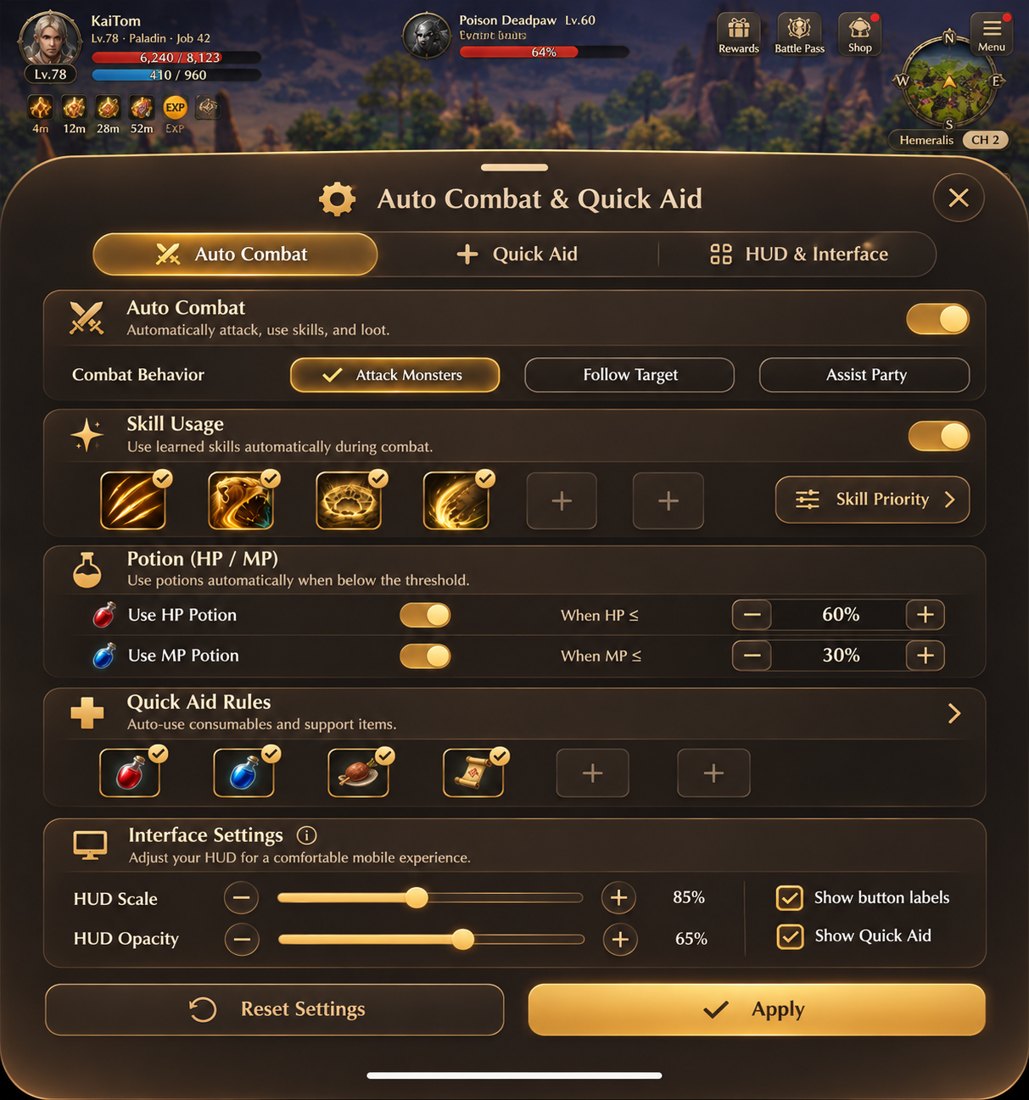 KaiTom
Lv.78 · Paladin · Job 42
6,240 / 8,123
410 / 960
Lv.78
4m 12m 28m 52m EXP EXP
Poison Deadpaw Lv.60
64%
Rewards
Battle Pass
Shop
Menu
N
W E
S
Hemeralis CH 2
Auto Combat & Quick Aid
Auto Combat Quick Aid HUD & Interface
Auto Combat
Automatically attack, use skills, and loot.
Combat Behavior Attack Monsters Follow Target Assist Party
Skill Usage
Use learned skills automatically during combat.
Skill Priority
Potion (HP / MP)
Use potions automatically when below the threshold.
Use HP Potion When HP ≤ 60%
Use MP Potion When MP ≤ 30%
Quick Aid Rules
Auto-use consumables and support items.
Interface Settings
Adjust your HUD for a comfortable mobile experience.
HUD Scale 85% Show button labels
HUD Opacity 65% Show Quick Aid
Reset Settings Apply